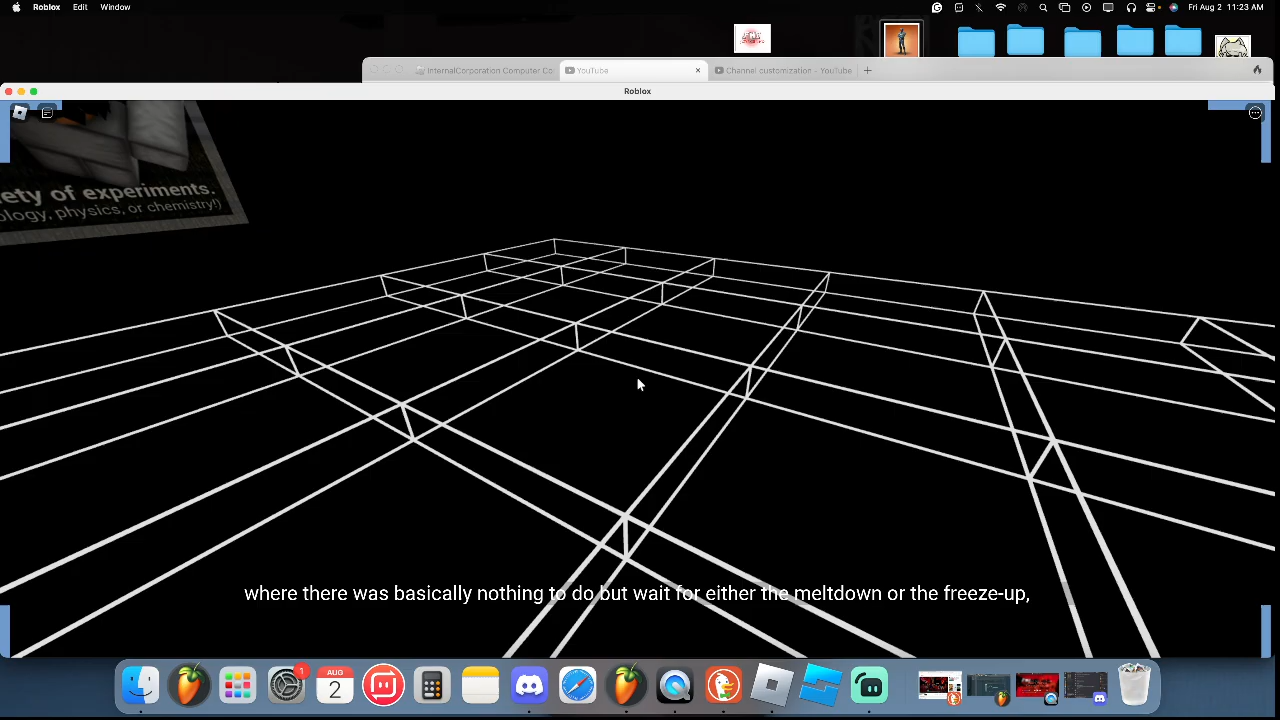 Roblox Edit Window
Fri Aug 2 11:23 AM
InternalCorporation Computer Co
YouTube
Channel customization - YouTube
Roblox
iety of experiments.
ology, physics, or chemistry!)
where there was basically nothing to do but wait for either the meltdown or the freeze-up,
1
AUG
2